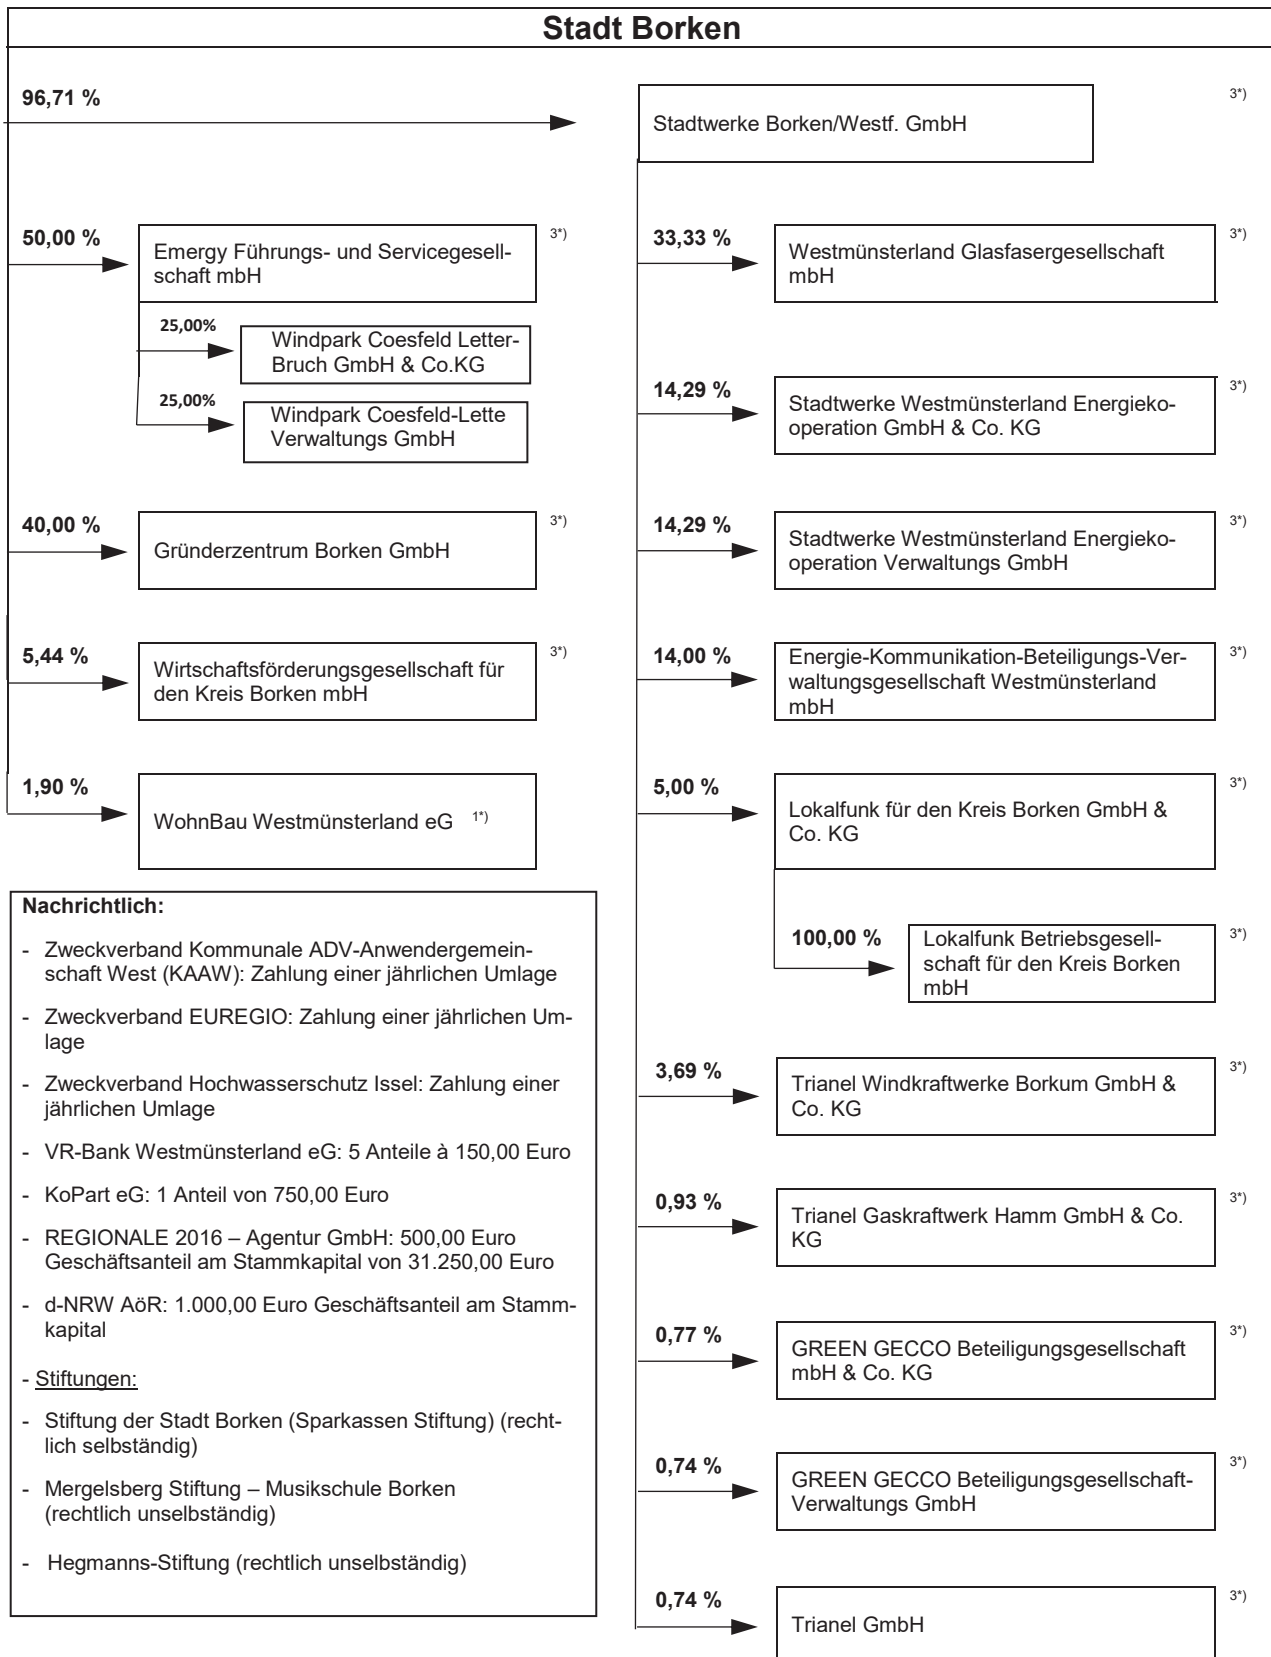 Stadt Borken
96,71 %
Stadtwerke Borken/Westf. GmbH
3*)
50,00 %
Emergy Führungs- und Servicegesell-
schaft mbH
3*)
25,00%
Windpark Coesfeld Letter-
Bruch GmbH & Co.KG
25,00%
Windpark Coesfeld-Lette
Verwaltungs GmbH
40,00 %
Gründerzentrum Borken GmbH
3*)
5,44 %
Wirtschaftsförderungsgesellschaft für
den Kreis Borken mbH
3*)
1,90 %
WohnBau Westmünsterland eG 1*)
Nachrichtlich:
- Zweckverband Kommunale ADV-Anwendergemein-
schaft West (KAAW): Zahlung einer jährlichen Umlage
- Zweckverband EUREGIO: Zahlung einer jährlichen Um-
lage
- Zweckverband Hochwasserschutz Issel: Zahlung einer
jährlichen Umlage
- VR-Bank Westmünsterland eG: 5 Anteile à 150,00 Euro
- KoPart eG: 1 Anteil von 750,00 Euro
- REGIONALE 2016 – Agentur GmbH: 500,00 Euro
Geschäftsanteil am Stammkapital von 31.250,00 Euro
- d-NRW AöR: 1.000,00 Euro Geschäftsanteil am Stamm-
kapital
- Stiftungen:
- Stiftung der Stadt Borken (Sparkassen Stiftung) (recht-
lich selbständig)
- Mergelsberg Stiftung – Musikschule Borken
(rechtlich unselbständig)
- Hegmanns-Stiftung (rechtlich unselbständig)
33,33 %
Westmünsterland Glasfasergesellschaft
mbH
3*)
14,29 %
Stadtwerke Westmünsterland Energieko-
operation GmbH & Co. KG
3*)
14,29 %
Stadtwerke Westmünsterland Energieko-
operation Verwaltungs GmbH
3*)
14,00 %
Energie-Kommunikation-Beteiligungs-Ver-
waltungsgesellschaft Westmünsterland
mbH
3*)
5,00 %
Lokalfunk für den Kreis Borken GmbH &
Co. KG
3*)
100,00 %
Lokalfunk Betriebsgesell-
schaft für den Kreis Borken
mbH
3*)
3,69 %
Trianel Windkraftwerke Borkum GmbH &
Co. KG
3*)
0,93 %
Trianel Gaskraftwerk Hamm GmbH & Co.
KG
3*)
0,77 %
GREEN GECCO Beteiligungsgesellschaft
mbH & Co. KG
3*)
0,74 %
GREEN GECCO Beteiligungsgesellschaft-
Verwaltungs GmbH
3*)
0,74 %
Trianel GmbH
3*)